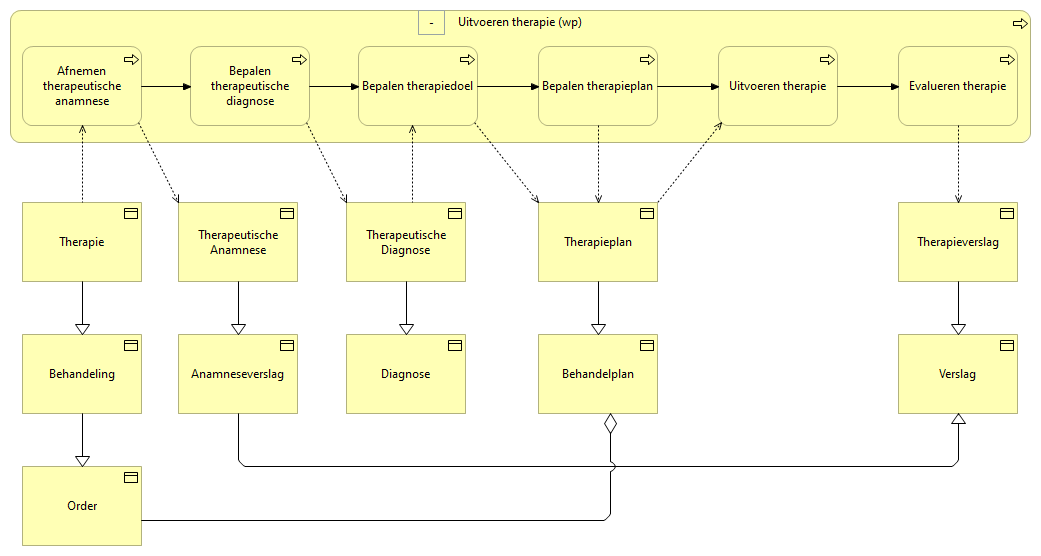 - Uitvoeren therapie (wp)
Afnemen
therapeutische
anamnese
Bepalen
therapeutische
diagnose
Bepalen therapiedoel
Bepalen therapieplan
Uitvoeren therapie
Evalueren therapie
Therapie
Therapeutische
Anamnese
Therapeutische
Diagnose
Therapieplan
Therapieverslag
Behandeling
Anamneseverslag
Diagnose
Behandelplan
Verslag
Order